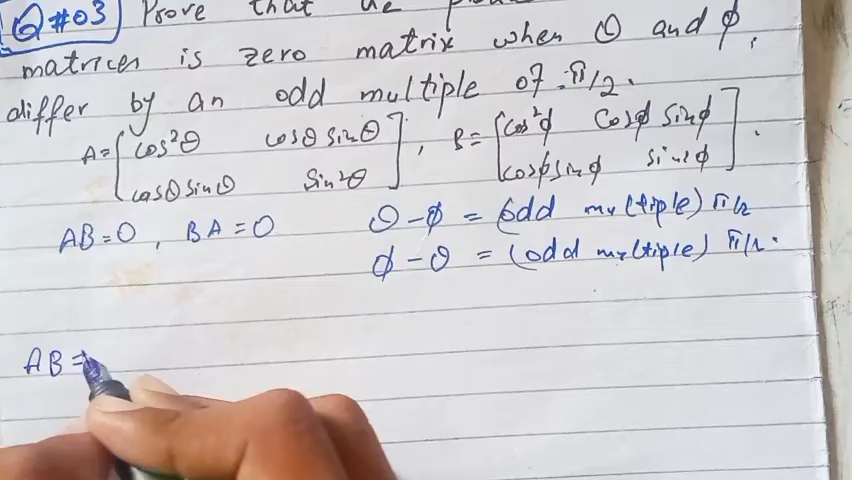 Q#03 Prove that the
matrices is zero matrix when θ and φ,
differ by an odd multiple of π/2.
A = [cos²θ cosθ sinθ], B = [cos²φ cosφ sinφ].
[cosθ sinθ sin²θ] [cosφ sinφ sin²φ]
AB=0, BA=0 θ-φ = (odd multiple) π/2
φ-θ = (odd multiple) π/2.
AB =